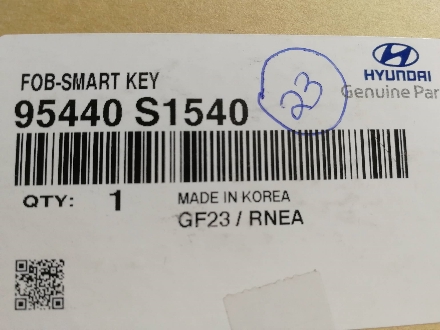 HYUNDAI
Genuine Par
FOB-SMART KEY
95440 S1540
23
QTY: 1
MADE IN KOREA
GF23 / RNEA